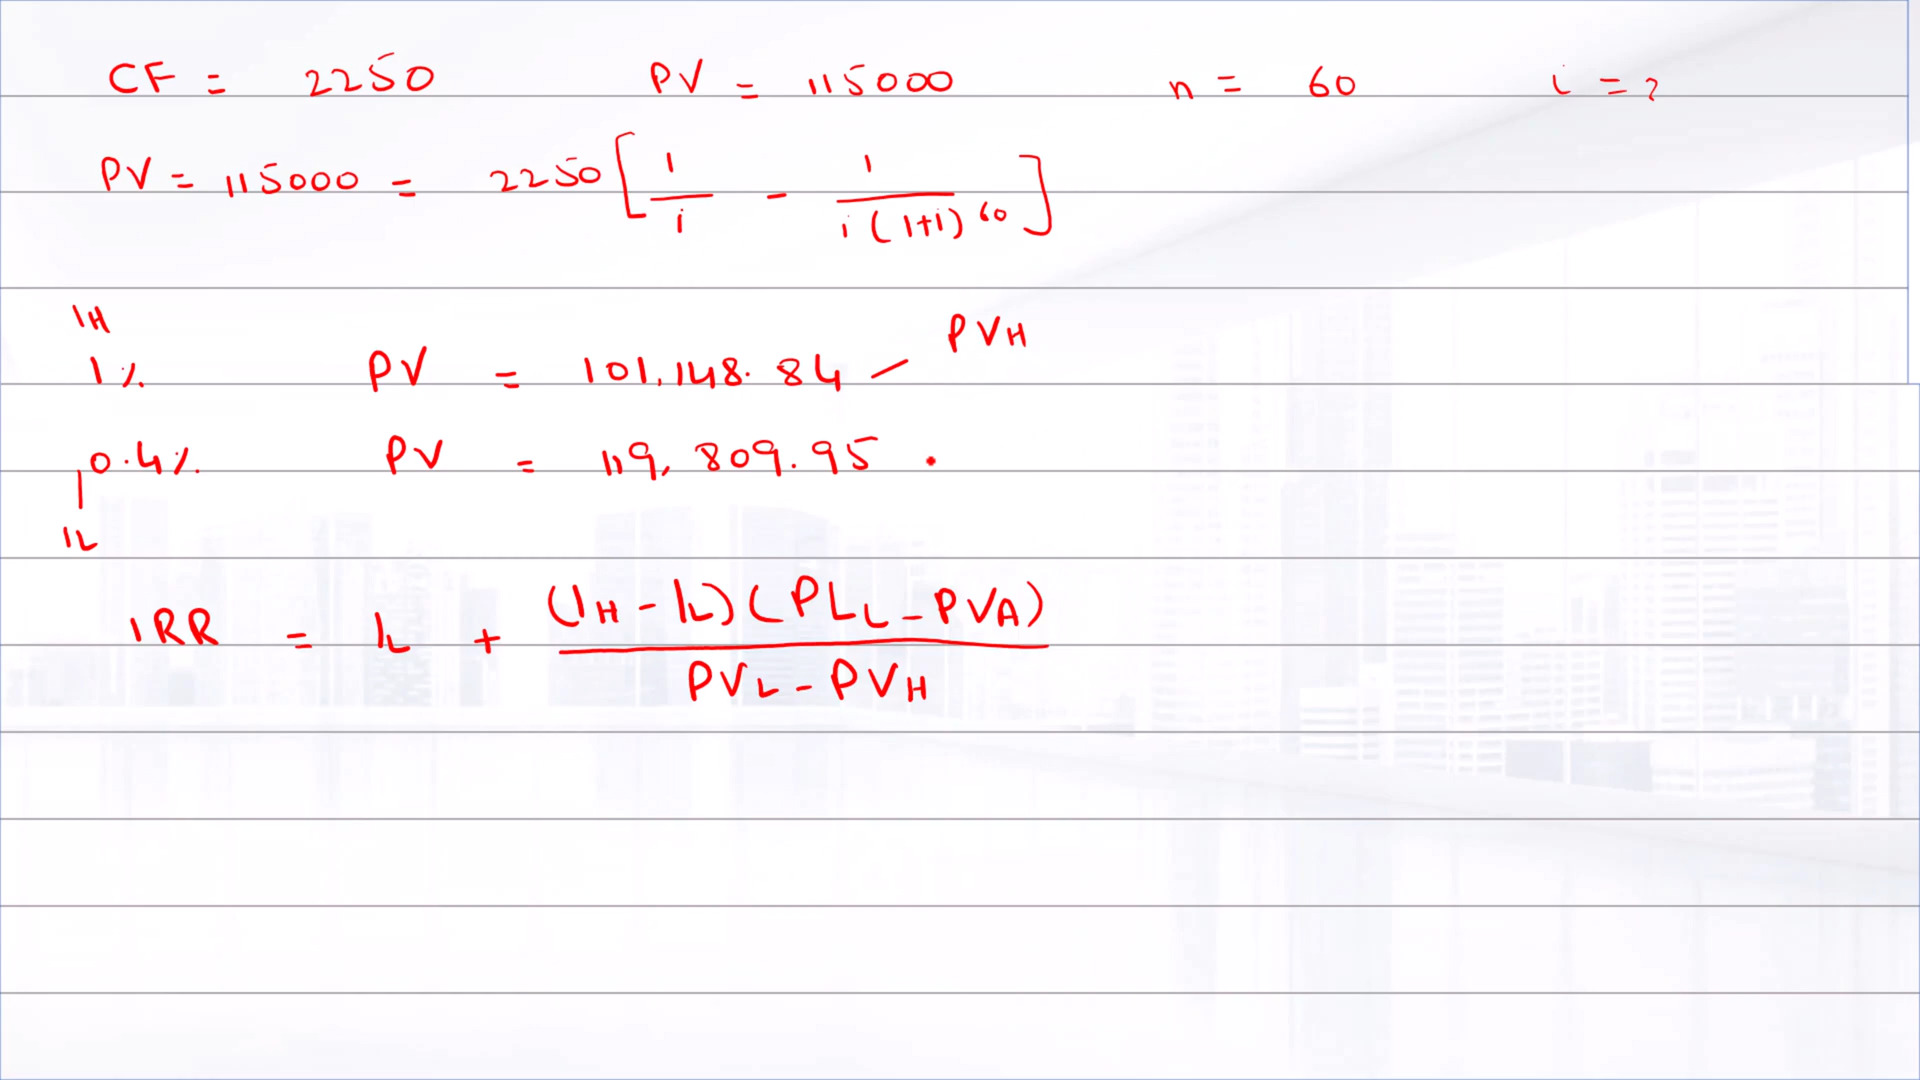 CF = 2250 PV = 115000 n = 60 i = ?
PV = 115000 = 2250 [ 1/i - 1/i(1+i)^60 ]
IH PVH
1% PV = 101,148.84 –
0.4% PV = 119,809.95 .
IL
IRR = IL + (IH - IL)(PLL - PVA) / PVL - PVH